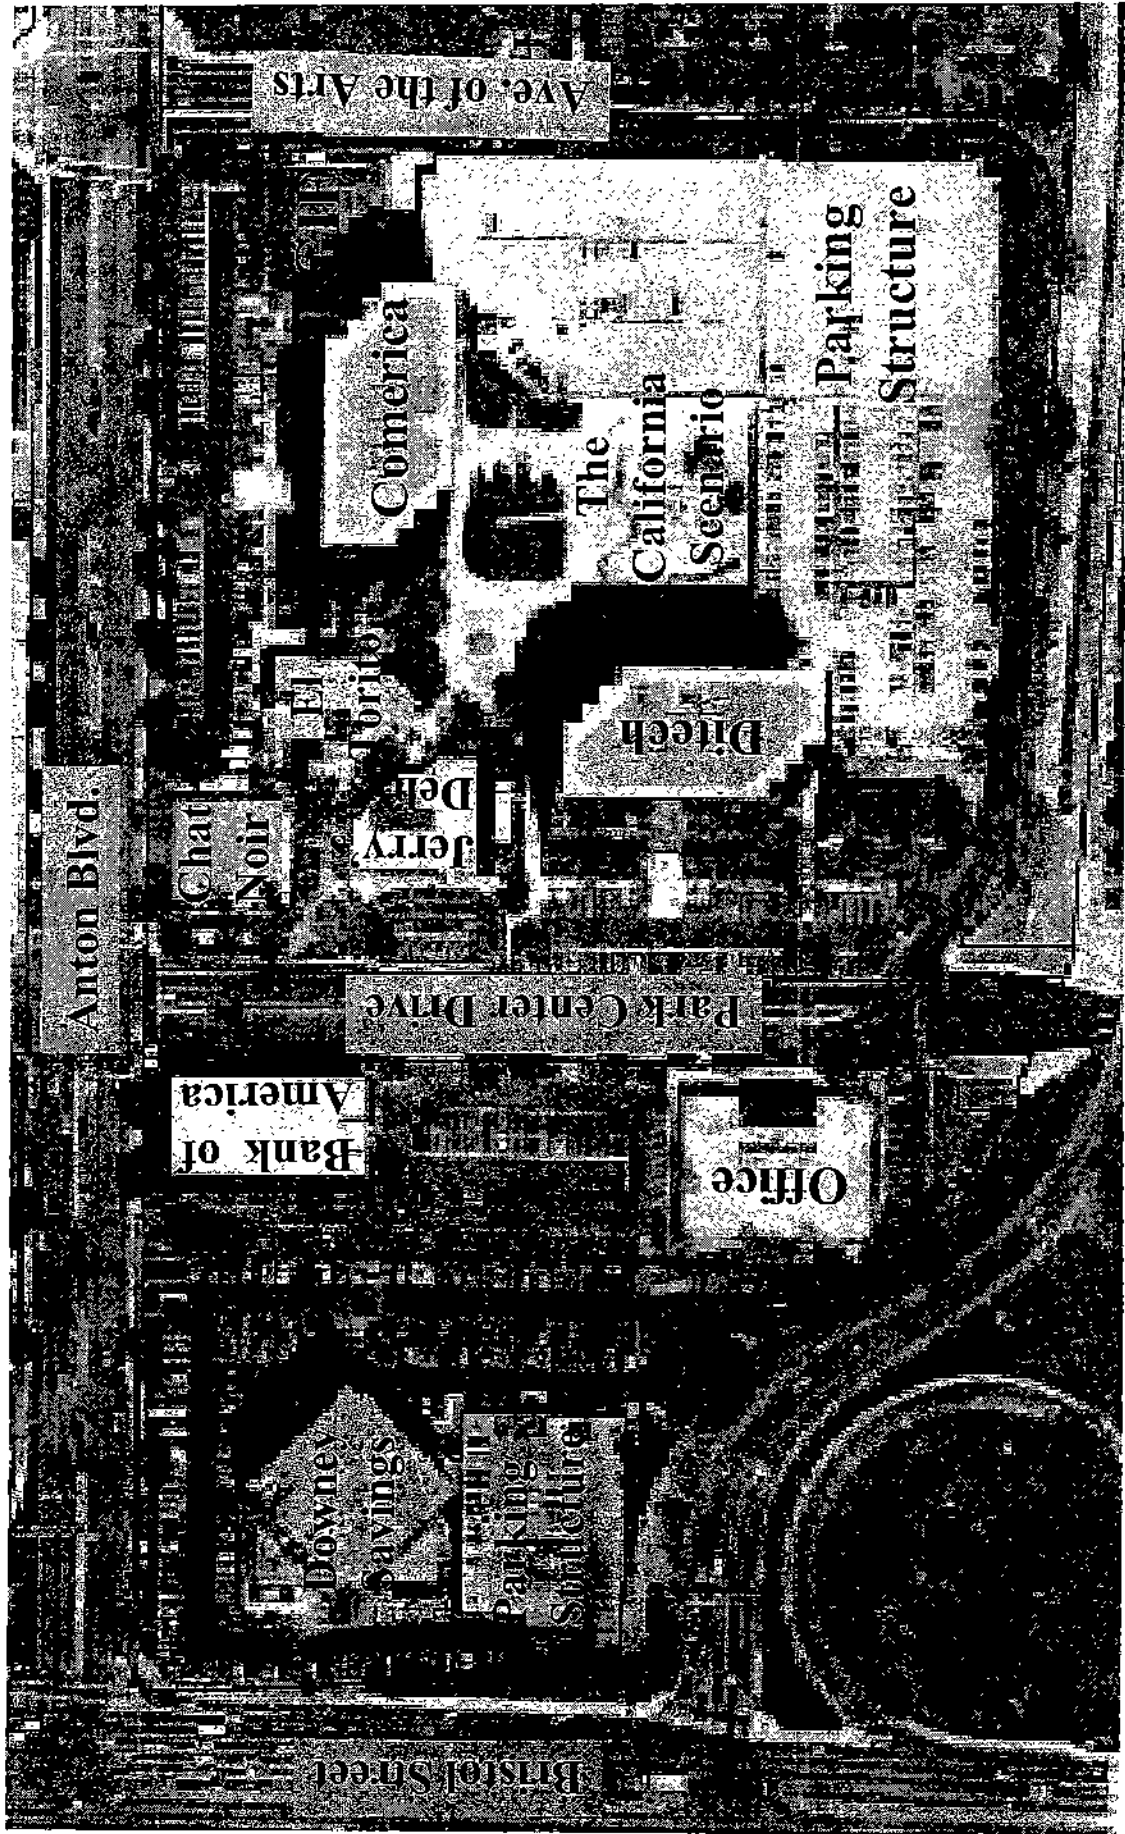 Anton Blvd.
Ave. of the Arts
Bristol Street
Park Center Drive
Downey
Savings
Parking
Structure
Bank of
America
Office
Chat
Noir
El
Torito
Jerry's
Deli
Ditech
Comerica
The
California
Scenario
Parking
Structure